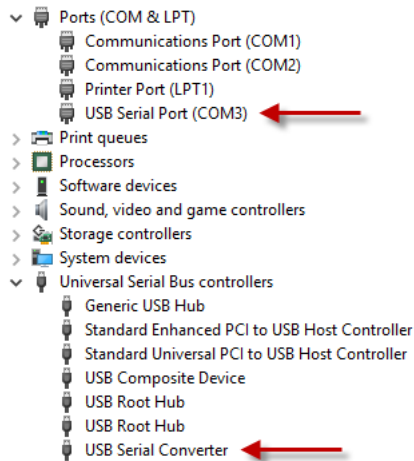 Ports (COM & LPT)
Communications Port (COM1)
Communications Port (COM2)
Printer Port (LPT1)
USB Serial Port (COM3)
Print queues
Processors
Software devices
Sound, video and game controllers
Storage controllers
System devices
Universal Serial Bus controllers
Generic USB Hub
Standard Enhanced PCI to USB Host Controller
Standard Universal PCI to USB Host Controller
USB Composite Device
USB Root Hub
USB Root Hub
USB Serial Converter